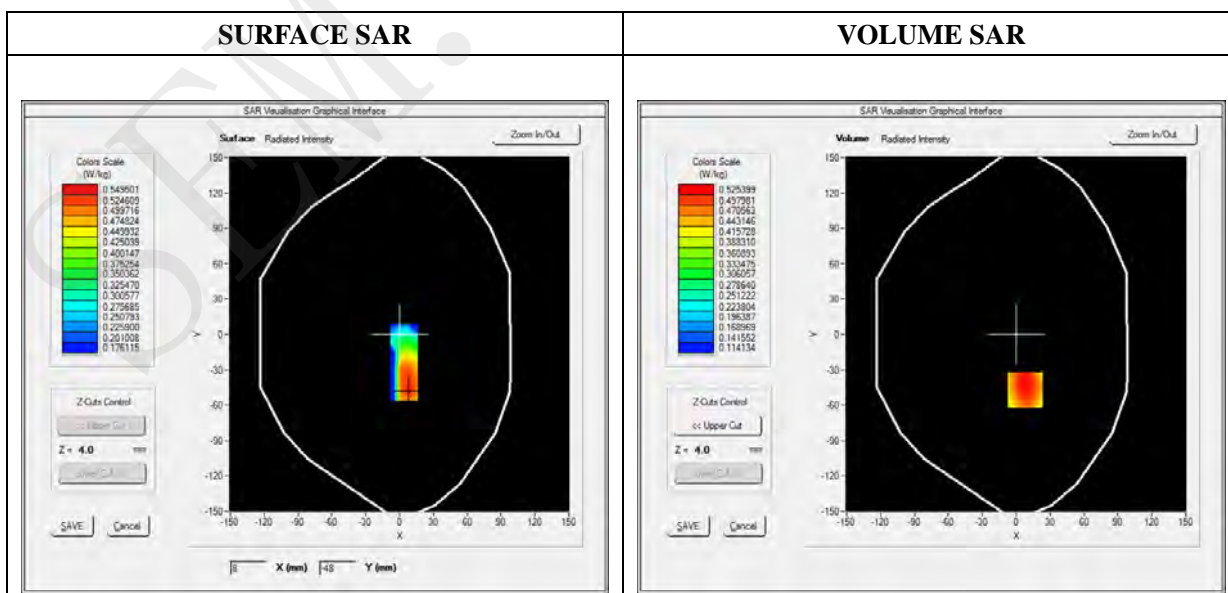 SURFACE SAR
VOLUME SAR
SAR Visualisation Graphical Interface
Surface Radiated Intensity
Zoom In/Out
Colors Scale
(W/kg)
0.549501
0.524609
0.499716
0.474824
0.449932
0.425039
0.400147
0.375254
0.350362
0.325470
0.300577
0.275685
0.250793
0.225900
0.201008
0.176115
150
120
90
60
30
0
-30
-60
-90
-120
-150
Y
-150 -120 -90 -60 -30 0 30 60 90 120 150
X
Z-Cuts Control
<< Upper Cut
Z = 4.0 mm
SAVE Cancel
8 X (mm) -48 Y (mm)
SAR Visualisation Graphical Interface
Volume Radiated Intensity
Zoom In/Out
Colors Scale
(W/kg)
0.525399
0.497981
0.470563
0.443146
0.415728
0.388310
0.360893
0.333475
0.306057
0.278640
0.251222
0.223804
0.196387
0.168969
0.141552
0.114134
150
120
90
60
30
0
-30
-60
-90
-120
-150
Y
-150 -120 -90 -60 -30 0 30 60 90 120 150
X
Z-Cuts Control
<< Upper Cut
Z = 4.0 mm
SAVE Cancel
SEM.